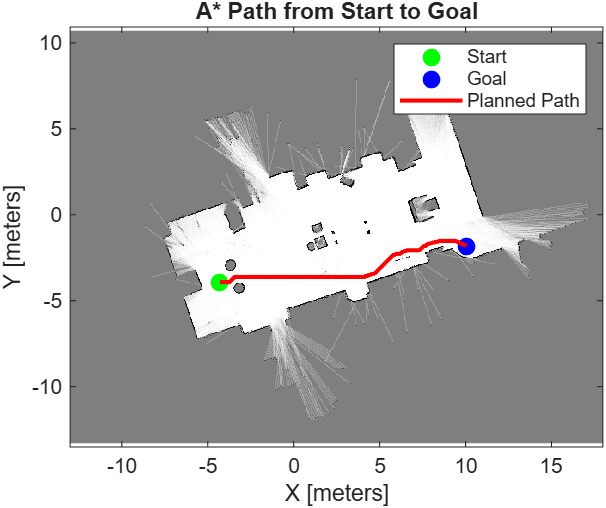 A* Path from Start to Goal
Start
Goal
Planned Path
10
5
0
-5
-10
Y [meters]
-10
-5
0
5
10
15
X [meters]